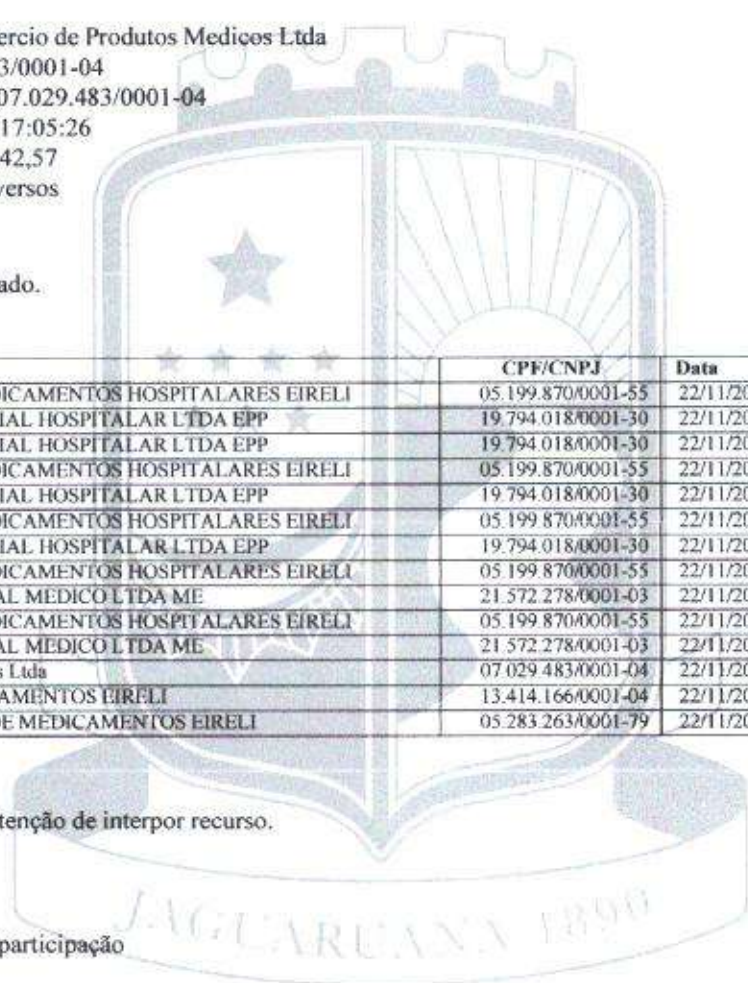 ercio de Produtos Medicos Ltda
3/0001-04
07.029.483/0001-04
17:05:26
42,57
versos
ado.
CPF/CNPJ Data
DICAMENTOS HOSPITALARES EIRELI 05.199.870/0001-55 22/11/20
IAL HOSPITALAR LTDA EPP 19.794.018/0001-30 22/11/20
IAL HOSPITALAR LTDA EPP 19.794.018/0001-30 22/11/20
DICAMENTOS HOSPITALARES EIRELI 05.199.870/0001-55 22/11/20
IAL HOSPITALAR LTDA EPP 19.794.018/0001-30 22/11/20
DICAMENTOS HOSPITALARES EIRELI 05.199.870/0001-55 22/11/20
IAL HOSPITALAR LTDA EPP 19.794.018/0001-30 22/11/20
DICAMENTOS HOSPITALARES EIRELI 05.199.870/0001-55 22/11/20
AL MEDICO LTDA ME 21.572.278/0001-03 22/11/20
DICAMENTOS HOSPITALARES EIRELI 05.199.870/0001-55 22/11/20
AL MEDICO LTDA ME 21.572.278/0001-03 22/11/20
s Ltda 07.029.483/0001-04 22/11/20
CAMENTOS EIRELI 13.414.166/0001-04 22/11/20
DE MEDICAMENTOS EIRELI 05.283.263/0001-79 22/11/20
tenção de interpor recurso.
JAGUARUANA 1890
participação